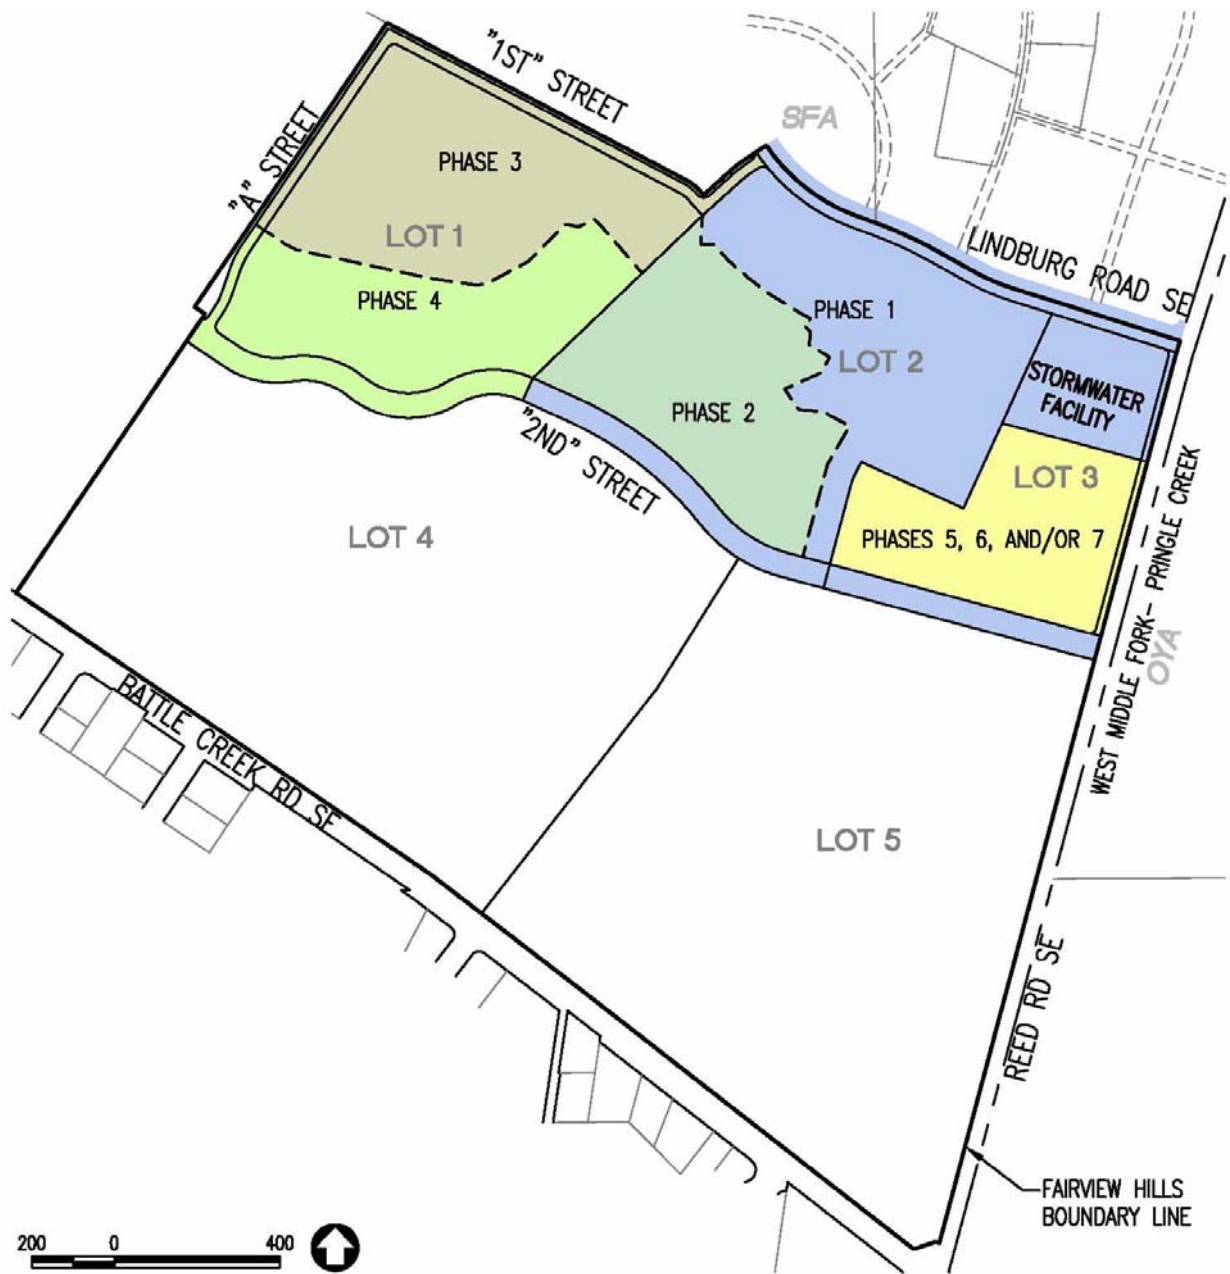 "1ST" STREET
SFA
"A" STREET
PHASE 3
LOT 1
LINDBURG ROAD SE
PHASE 4
PHASE 1
LOT 2
STORMWATER
FACILITY
PHASE 2
"2ND" STREET
LOT 3
LOT 4
PHASES 5, 6, AND/OR 7
WEST MIDDLE FORK- PRINGLE CREEK
OYA
BATTLE CREEK RD SE
LOT 5
REED RD SE
FAIRVIEW HILLS
BOUNDARY LINE
200 0 400